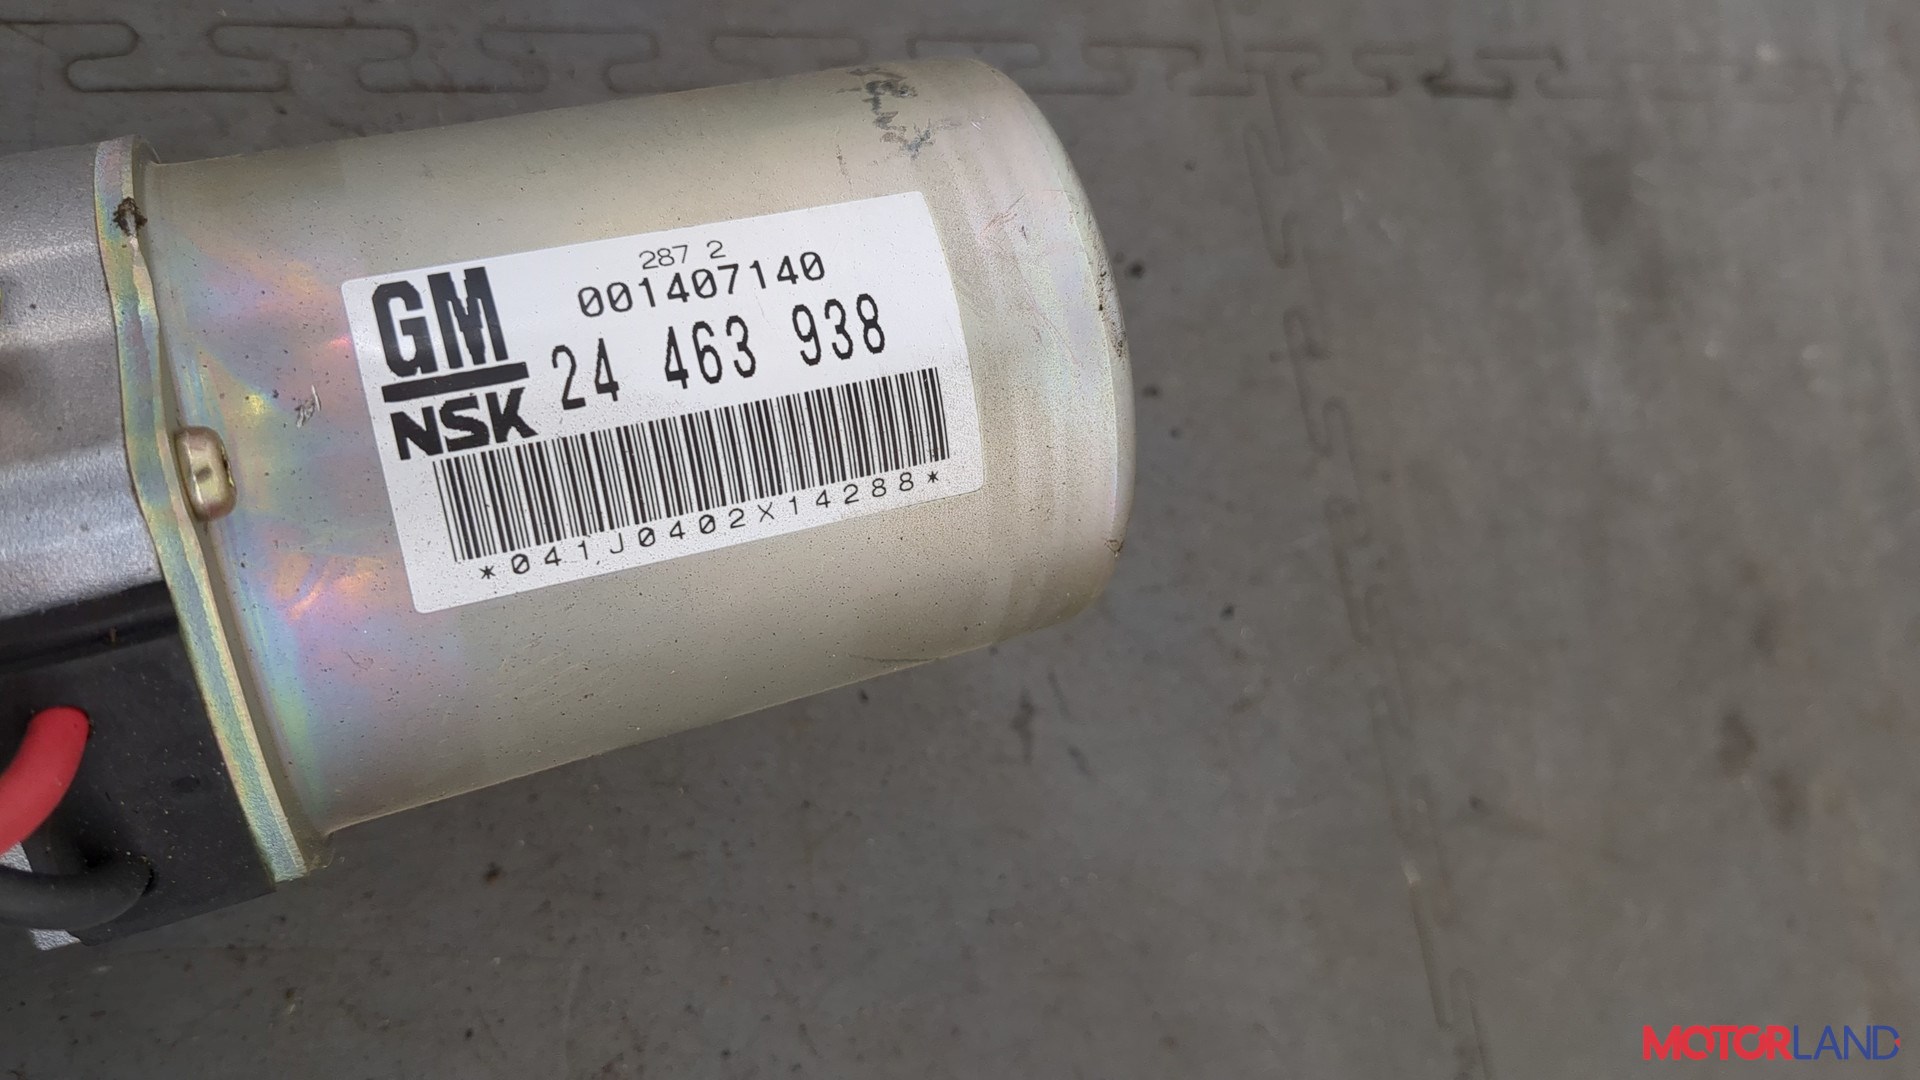 287 2
GM 001407140
NSK 24 463 938
*041J0402X14288*
MOTORLAND